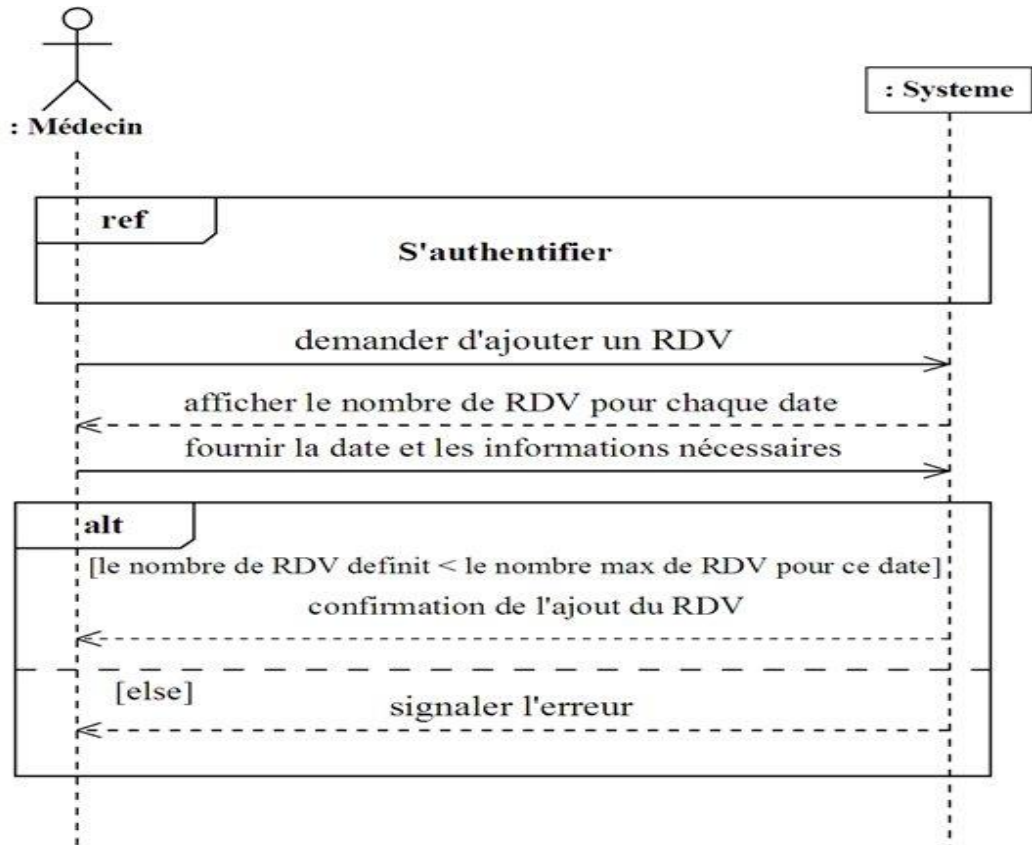 : Médecin
: Systeme
ref
S'authentifier
demander d'ajouter un RDV
afficher le nombre de RDV pour chaque date
fournir la date et les informations nécessaires
alt
[le nombre de RDV definit < le nombre max de RDV pour ce date]
confirmation de l'ajout du RDV
[else]
signaler l'erreur